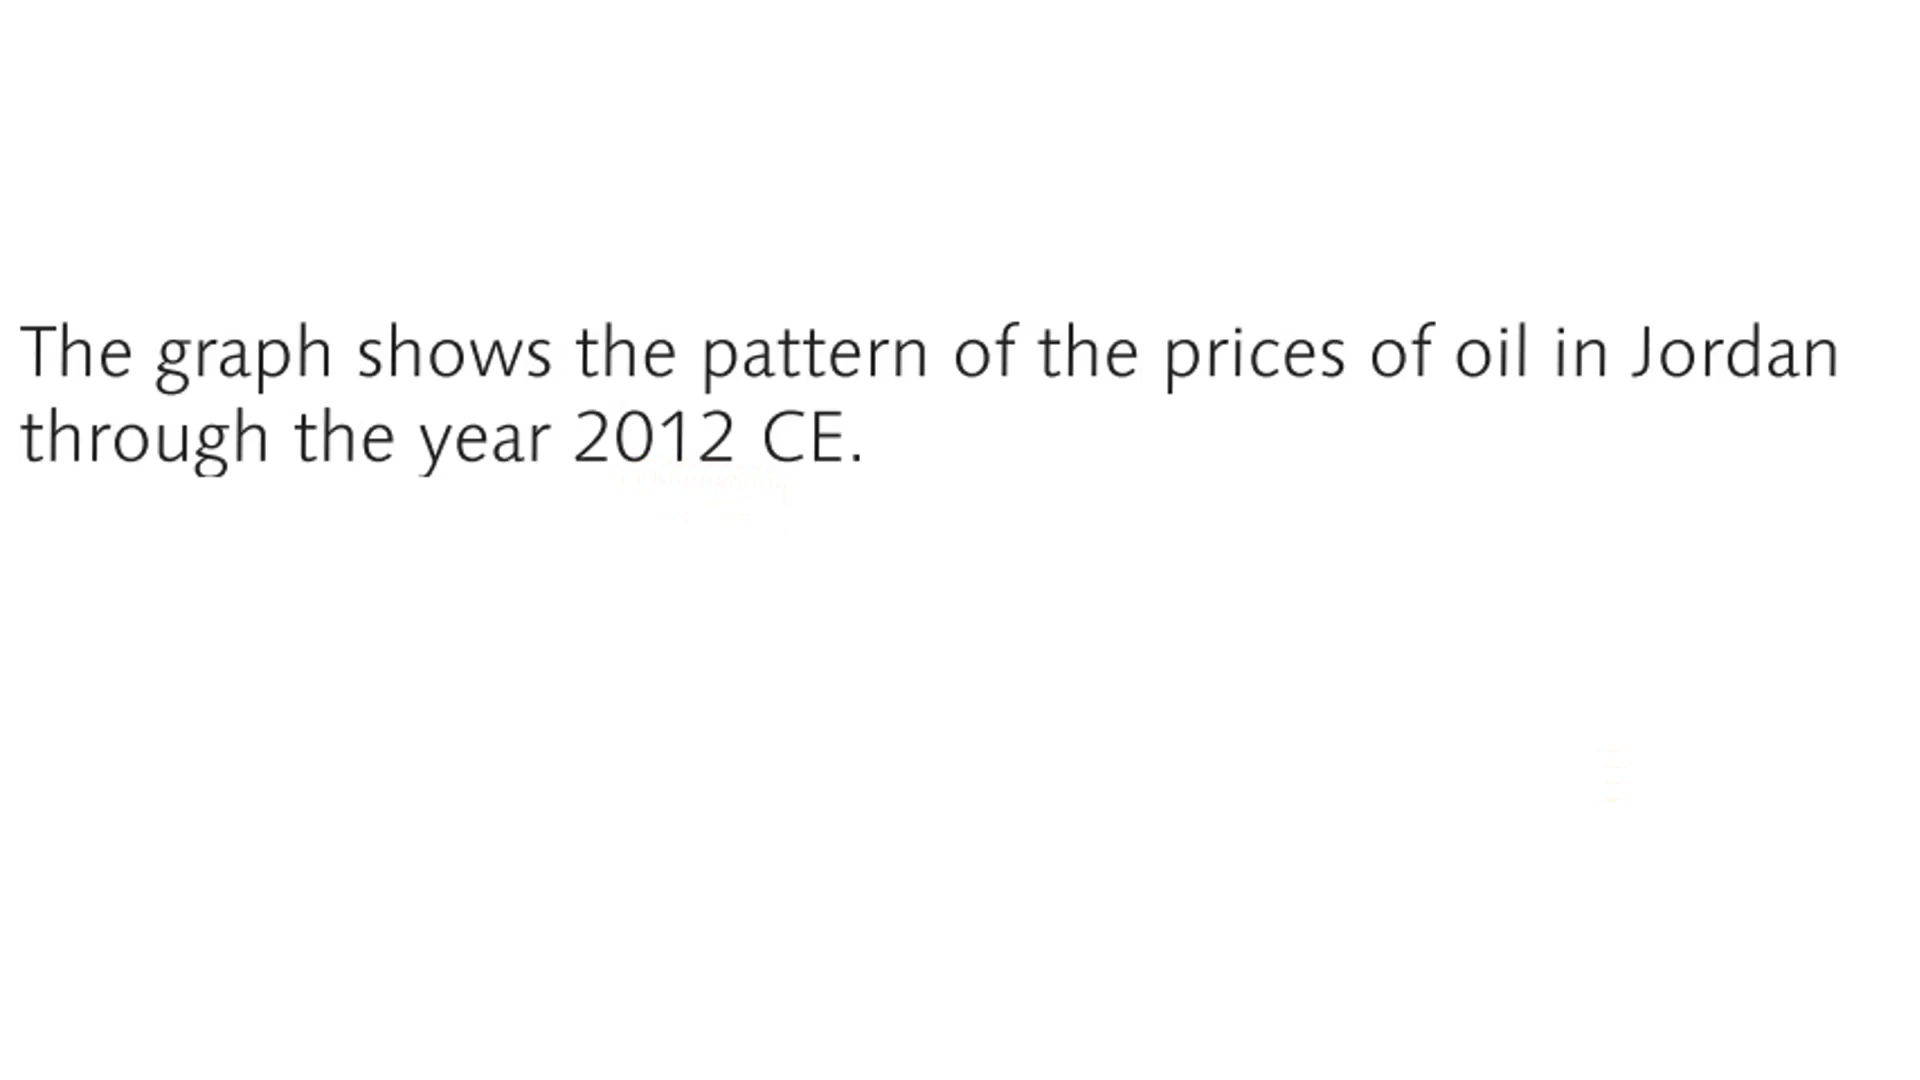 The graph shows the pattern of the prices of oil in Jordan
through the year 2012 CE.